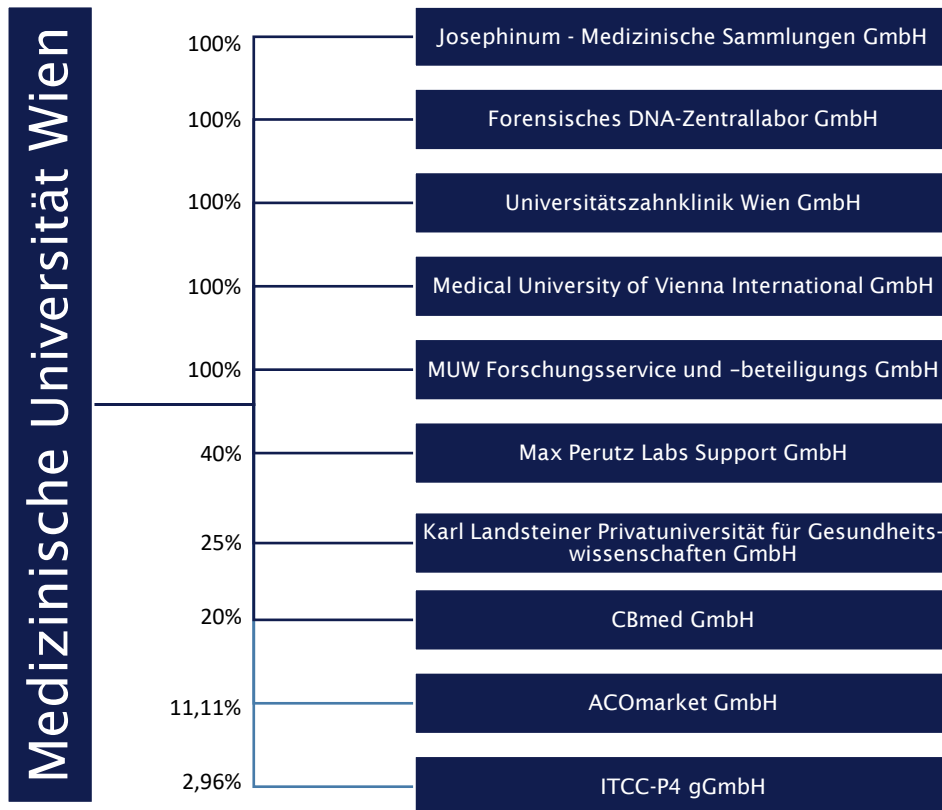 Medizinische Universität Wien
100%
Josephinum - Medizinische Sammlungen GmbH
100%
Forensisches DNA-Zentrallabor GmbH
100%
Universitätszahnklinik Wien GmbH
100%
Medical University of Vienna International GmbH
100%
MUW Forschungsservice und –beteiligungs GmbH
40%
Max Perutz Labs Support GmbH
25%
Karl Landsteiner Privatuniversität für Gesundheits-
wissenschaften GmbH
20%
CBmed GmbH
11,11%
ACOmarket GmbH
2,96%
ITCC-P4 gGmbH